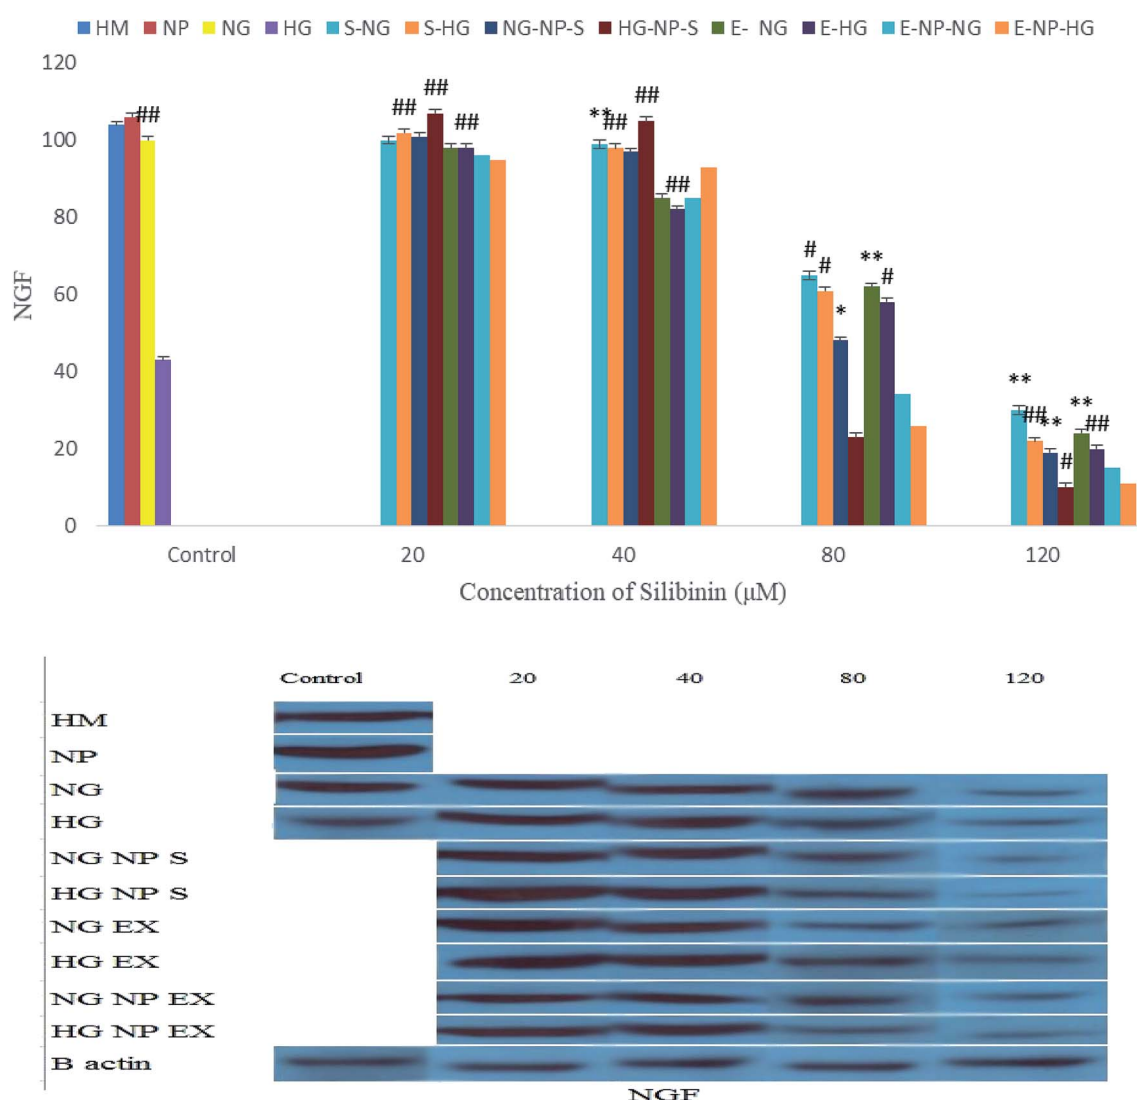 HM NP NG HG S-NG S-HG NG-NP-S HG-NP-S E- NG E-HG E-NP-NG E-NP-HG
120
##
##
##
##
##
**
##
100
##
80
#
#
**
#
*
60
NGF
40
**
##
**
**
##
#
20
0
Control 20 40 80 120
Concentration of Silibinin (µM)
Control 20 40 80 120
HM
NP
NG
HG
NG NP S
HG NP S
NG EX
HG EX
NG NP EX
HG NP EX
B actin
NGF